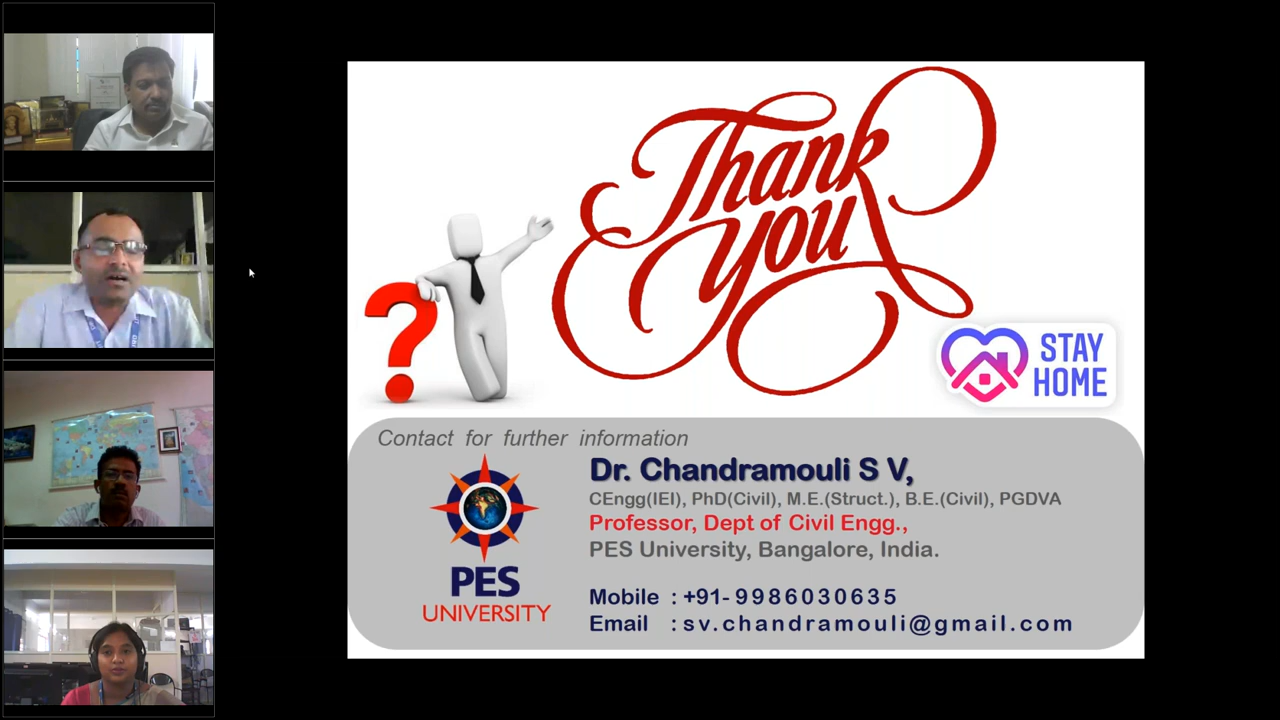 Thank
you
?
STAY
HOME
Contact for further information
PES
UNIVERSITY
Dr. Chandramouli S V,
CEngg(IEI), PhD(Civil), M.E.(Struct.), B.E.(Civil), PGDVA
Professor, Dept of Civil Engg.,
PES University, Bangalore, India.
Mobile : +91- 9986030635
Email : sv.chandramouli@gmail.com